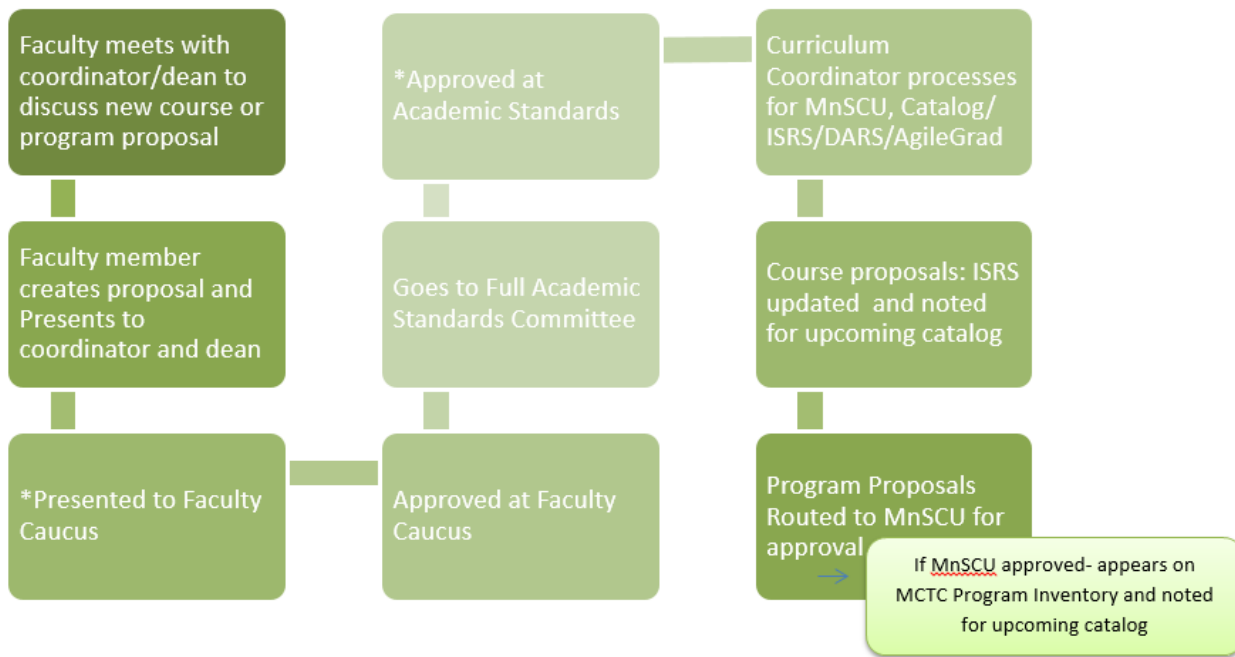 Faculty meets with
coordinator/dean to
discuss new course or
program proposal
Faculty member
creates proposal and
Presents to
coordinator and dean
*Presented to Faculty
Caucus
Approved at Faculty
Caucus
Goes to Full Academic
Standards Committee
*Approved at
Academic Standards
Curriculum
Coordinator processes
for MnSCU, Catalog/
ISRS/DARS/AgileGrad
Course proposals: ISRS
updated and noted
for upcoming catalog
Program Proposals
Routed to MnSCU for
approval
If MnSCU approved- appears on
MCTC Program Inventory and noted
for upcoming catalog